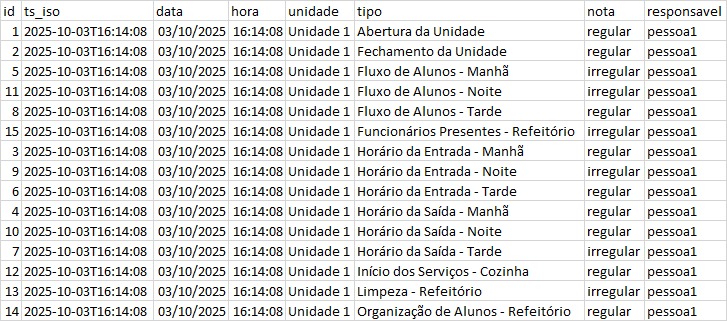 id ts_iso data hora unidade tipo nota responsavel
1 2025-10-03T16:14:08 03/10/2025 16:14:08 Unidade 1 Abertura da Unidade regular pessoa1
2 2025-10-03T16:14:08 03/10/2025 16:14:08 Unidade 1 Fechamento da Unidade regular pessoa1
5 2025-10-03T16:14:08 03/10/2025 16:14:08 Unidade 1 Fluxo de Alunos - Manhã irregular pessoa1
11 2025-10-03T16:14:08 03/10/2025 16:14:08 Unidade 1 Fluxo de Alunos - Noite irregular pessoa1
8 2025-10-03T16:14:08 03/10/2025 16:14:08 Unidade 1 Fluxo de Alunos - Tarde regular pessoa1
15 2025-10-03T16:14:08 03/10/2025 16:14:08 Unidade 1 Funcionários Presentes - Refeitório irregular pessoa1
3 2025-10-03T16:14:08 03/10/2025 16:14:08 Unidade 1 Horário da Entrada - Manhã regular pessoa1
9 2025-10-03T16:14:08 03/10/2025 16:14:08 Unidade 1 Horário da Entrada - Noite irregular pessoa1
6 2025-10-03T16:14:08 03/10/2025 16:14:08 Unidade 1 Horário da Entrada - Tarde regular pessoa1
4 2025-10-03T16:14:08 03/10/2025 16:14:08 Unidade 1 Horário da Saída - Manhã regular pessoa1
10 2025-10-03T16:14:08 03/10/2025 16:14:08 Unidade 1 Horário da Saída - Noite regular pessoa1
7 2025-10-03T16:14:08 03/10/2025 16:14:08 Unidade 1 Horário da Saída - Tarde irregular pessoa1
12 2025-10-03T16:14:08 03/10/2025 16:14:08 Unidade 1 Início dos Serviços - Cozinha regular pessoa1
13 2025-10-03T16:14:08 03/10/2025 16:14:08 Unidade 1 Limpeza - Refeitório irregular pessoa1
14 2025-10-03T16:14:08 03/10/2025 16:14:08 Unidade 1 Organização de Alunos - Refeitório regular pessoa1